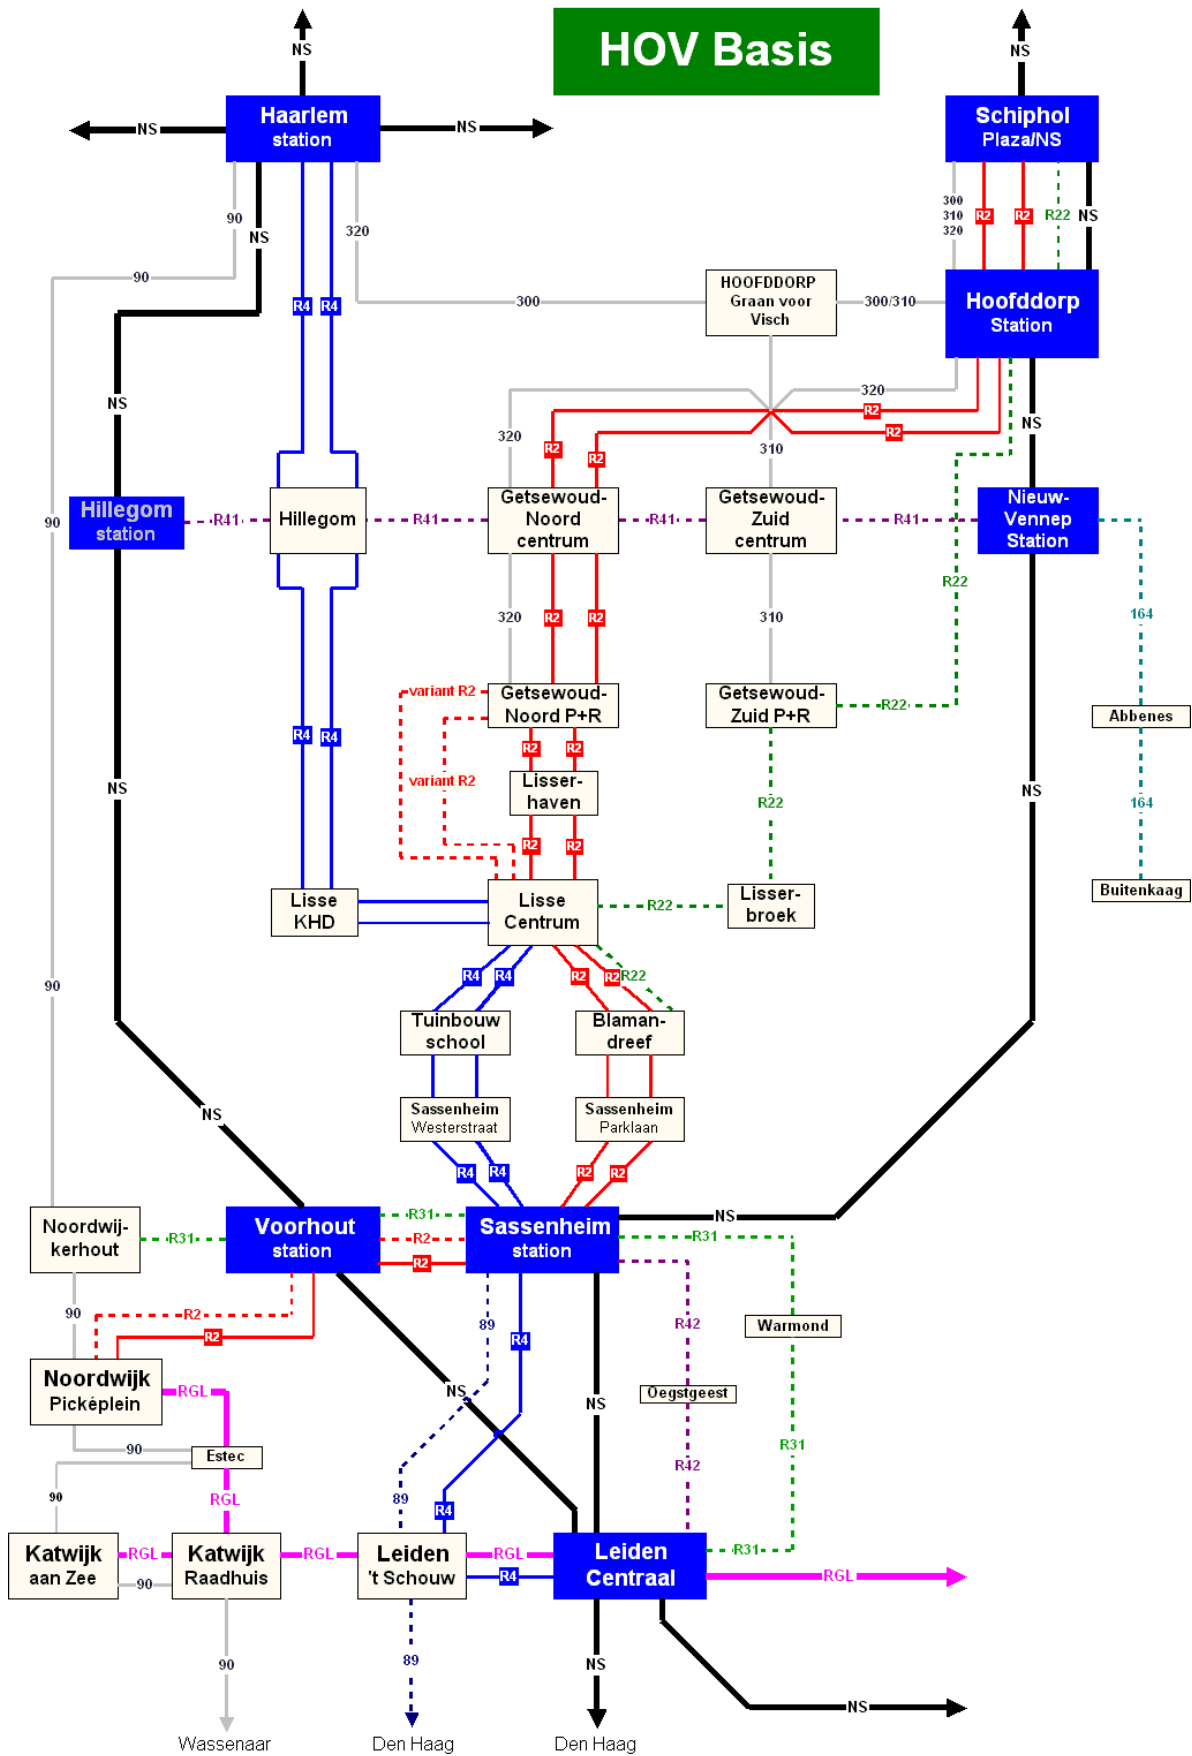 HOV Basis
NS
NS
Haarlem
station
NS
NS
Schiphol
Plaza/NS
90
NS
320
300
310
320
R2
R2
R22
NS
90
R4
R4
300
HOOFDDORP
Graan voor
Visch
300/310
Hoofddorp
Station
NS
320
R2
NS
320
R2
R2
310
R2
90
Hillegom
station
R41
Hillegom
R41
Getsewoud-
Noord
centrum
R41
Getsewoud-
Zuid
centrum
R41
Nieuw-
Vennep
Station
R22
320
R2
R2
310
164
variant R2
Getsewoud-
Noord P+R
Getsewoud-
Zuid P+R
R22
Abbenes
R4
R4
R2
R2
NS
variant R2
Lisser-
haven
R22
NS
164
R2
R2
Lisse
KHD
Lisse
Centrum
R22
Lisser-
broek
Buitenkaag
90
R4
R4
R2
R2
R22
Tuinbouw
school
Blaman-
dreef
NS
Sassenheim
Westerstraat
Sassenheim
Parklaan
R4
R4
R2
R2
Noordwij-
kerhout
R31
Voorhout
station
R31
R2
R2
Sassenheim
station
NS
R31
90
R2
R2
89
R4
R42
Warmond
Noordwijk
Picképlein
RGL
NS
NS
Oegstgeest
90
Estec
R42
R31
90
RGL
89
R4
Katwijk
aan Zee
RGL
90
Katwijk
Raadhuis
RGL
Leiden
't Schouw
RGL
R4
Leiden
Centraal
R31
RGL
90
89
NS
NS
Wassenaar
Den Haag
Den Haag